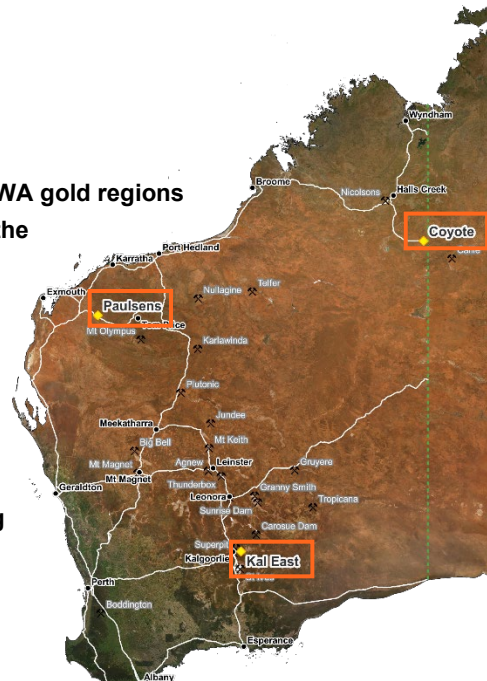 Wyndham
WA gold regions
the
Broome
Nicolsons
Halls Creek
Coyote
Port Hedland
Karratha
Telfer
Exmouth
Nullagine
Paulsens
Mt Olympus
Karlawinda
Plutonic
Jundee
Meekatharra
Big Bell
Mt Keith
Mt Magnet
Agnew
Leinster
Gruyere
Mt Magnet
Thunderbox
Geraldton
Leonora
Granny Smith
Sunrise Dam
Tropicana
g
Carosue Dam
Superpit
Kalgoorlie
Kal East
Perth
Boddington
Esperance
Albany